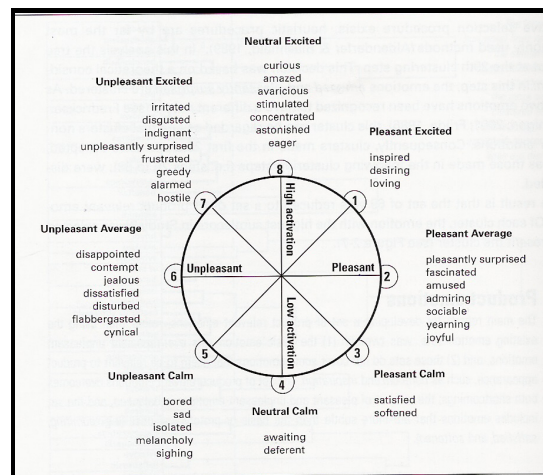 Neutral Excited
curious
amazed
avaricious
stimulated
concentrated
astonished
eager
Unpleasant Excited
irritated
disgusted
indignant
unpleasantly surprised
frustrated
greedy
alarmed
hostile
Pleasant Excited
inspired
desiring
loving
8
7
1
High activation
Unpleasant Average
disappointed
contempt
jealous
dissatisfied
disturbed
flabbergasted
cynical
6
Unpleasant
Pleasant
2
Pleasant Average
pleasantly surprised
fascinated
amused
admiring
sociable
yearning
joyful
Low activation
5
3
4
Unpleasant Calm
bored
sad
isolated
melancholy
sighing
Neutral Calm
awaiting
deferent
Pleasant Calm
satisfied
softened